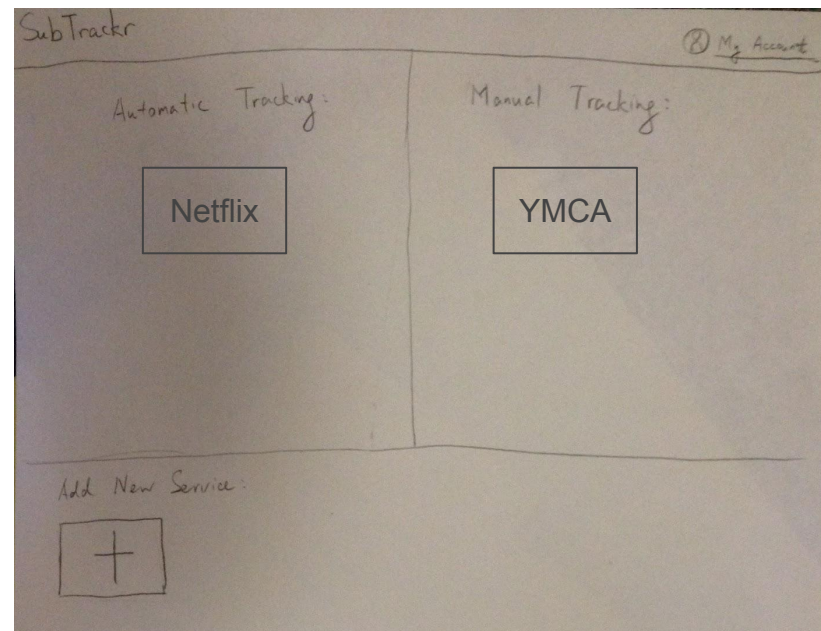 SubTrackr
My Account
Automatic Tracking:
Manual Tracking:
Netflix
YMCA
Add New Service:
+